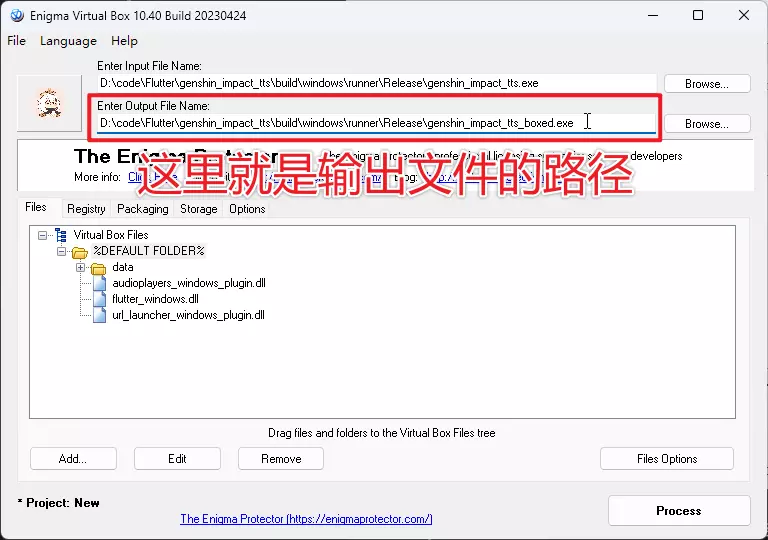 Enigma Virtual Box 10.40 Build 20230424
File Language Help
Enter Input File Name:
D:\code\Flutter\genshin_impact_tts\build\windows\runner\Release\genshin_impact_tts.exe
Browse...
Enter Output File Name:
D:\code\Flutter\genshin_impact_tts\build\windows\runner\Release\genshin_impact_tts_boxed.exe
Browse...
The Enigma Protector
developers
More info:
这里就是输出文件的路径
Files Registry Packaging Storage Options
Virtual Box Files
%DEFAULT FOLDER%
data
audioplayers_windows_plugin.dll
flutter_windows.dll
url_launcher_windows_plugin.dll
Drag files and folders to the Virtual Box Files tree
Add... Edit Remove Files Options
* Project: New
The Enigma Protector (https://enigmaprotector.com/)
Process